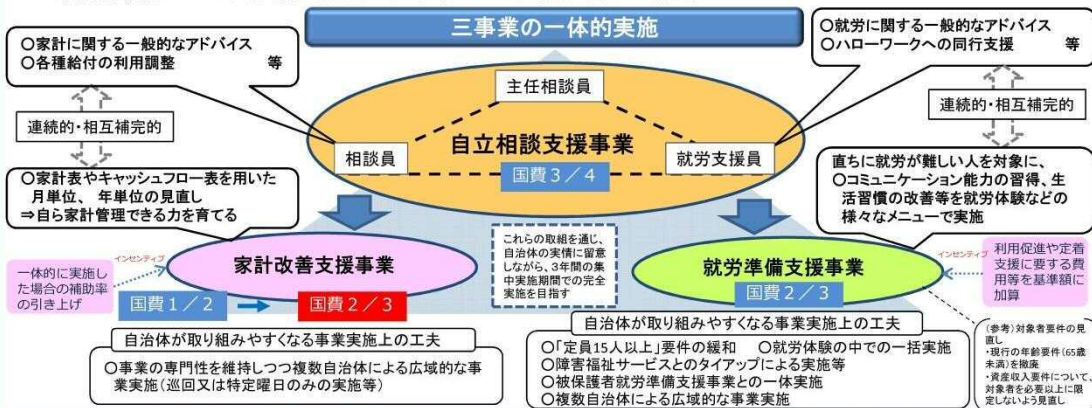 三事業の一体的実施
○家計に関する一般的なアドバイス
○各種給付の利用調整 等
○就労に関する一般的なアドバイス
○ハローワークへの同行支援 等
主任相談員
連続的・相互補完的
連続的・相互補完的
自立相談支援事業
相談員
就労支援員
国費3/4
○家計表やキャッシュフロー表を用いた
月単位、年単位の見直し
⇒自ら家計管理できる力を育てる
直ちに就労が難しい人を対象に、
○コミュニケーション能力の習得、生
活習慣の改善等を就労体験などの
様々なメニューで実施
インセンティブ
一体的に実施し
た場合の補助率
の引き上げ
家計改善支援事業
国費1/2
国費2/3
これらの取組を通じ、
自治体の実情に留意
しながら、3年間の集
中実施期間での完全
実施を目指す
就労準備支援事業
国費2/3
インセンティブ
利用促進や定着
支援に要する費
用等を基準額に
加算
自治体が取り組みやすくなる事業実施上の工夫
○事業の専門性を維持しつつ複数自治体による広域的な事
業実施(巡回又は特定曜日のみの実施等)
自治体が取り組みやすくなる事業実施上の工夫
○「定員15人以上」要件の緩和 ○就労体験の中での一括実施
○障害福祉サービスとのタイアップによる実施等
○被保護者就労準備支援事業との一体実施
○複数自治体による広域的な事業実施
(参考)対象者要件の見
直し
・現行の年齢要件(65歳
未満)を撤廃
・資産収入要件について、
対象者を必要以上に限
定しないよう見直し